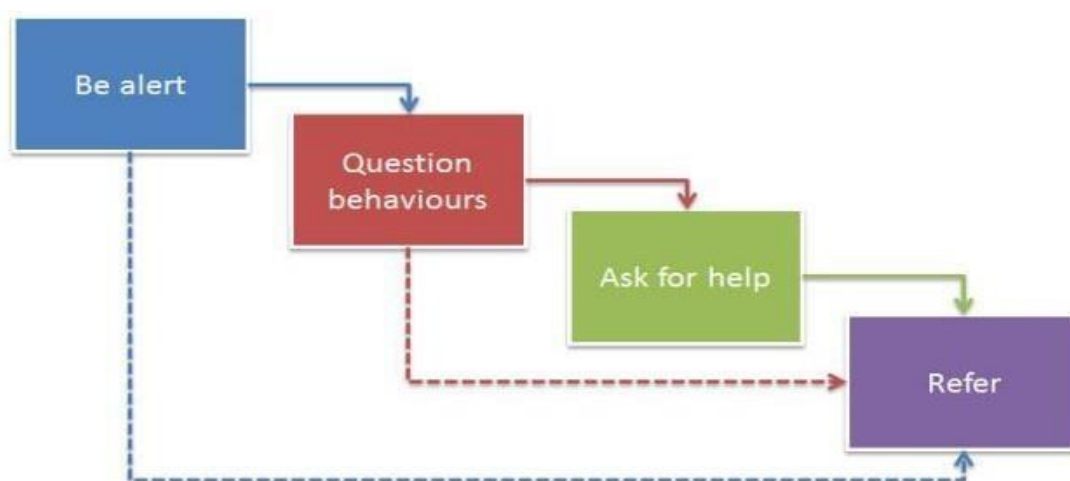 Be alert
Question
behaviours
Ask for help
Refer